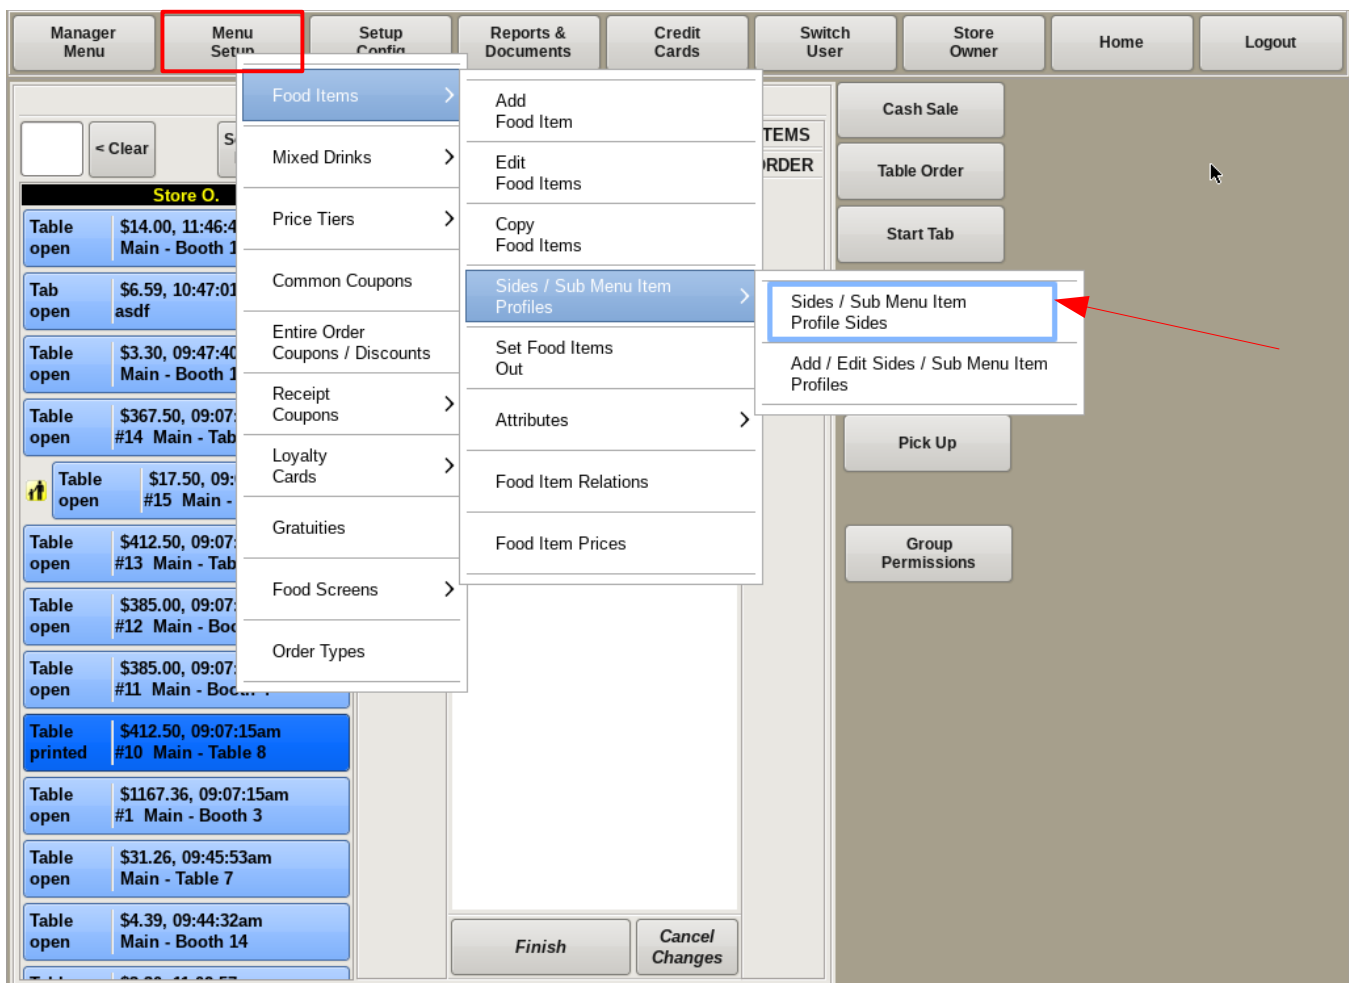 Manager
Menu
Menu
Setup
Setup
Config
Reports &
Documents
Credit
Cards
Switch
User
Store
Owner
Home
Logout
< Clear
Store O.
Table
open
$14.00, 11:46:4
Main - Booth 1
Tab
open
$6.59, 10:47:01
asdf
Table
open
$3.30, 09:47:40
Main - Booth 1
Table
open
$367.50, 09:07:
#14 Main - Tab
Table
open
$17.50, 09:
#15 Main -
Table
open
$412.50, 09:07:
#13 Main - Tab
Table
open
$385.00, 09:07:
#12 Main - Boo
Table
open
$385.00, 09:07:
#11 Main - Boo
Table
printed
$412.50, 09:07:15am
#10 Main - Table 8
Table
open
$1167.36, 09:07:15am
#1 Main - Booth 3
Table
open
$31.26, 09:45:53am
Main - Table 7
Table
open
$4.39, 09:44:32am
Main - Booth 14
Food Items
Mixed Drinks
Price Tiers
Common Coupons
Entire Order
Coupons / Discounts
Receipt
Coupons
Loyalty
Cards
Gratuities
Food Screens
Order Types
Add
Food Item
Edit
Food Items
Copy
Food Items
Sides / Sub Menu Item
Profiles
Set Food Items
Out
Attributes
Food Item Relations
Food Item Prices
Sides / Sub Menu Item
Profile Sides
Add / Edit Sides / Sub Menu Item
Profiles
TEMS
ORDER
Cash Sale
Table Order
Start Tab
Pick Up
Group
Permissions
Finish
Cancel
Changes